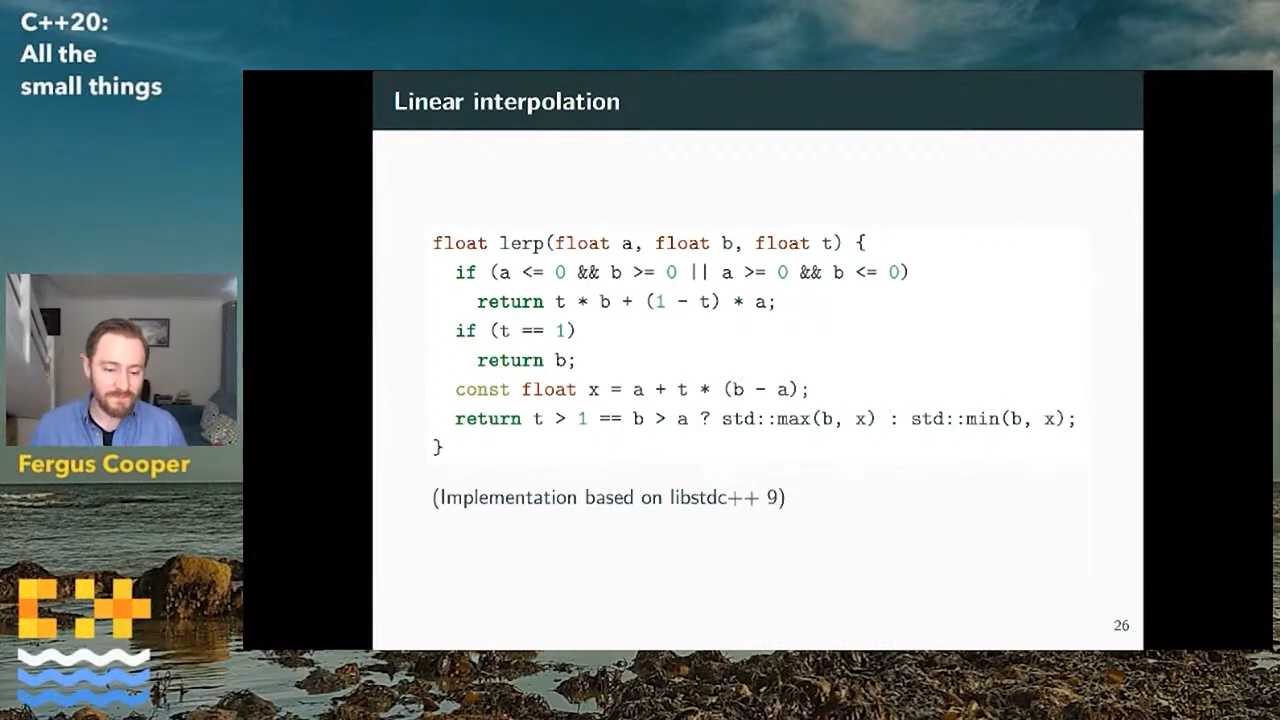 C++20:
All the
small things
Linear interpolation
float lerp(float a, float b, float t) {
if (a <= 0 && b >= 0 || a >= 0 && b <= 0)
return t * b + (1 - t) * a;
if (t == 1)
return b;
const float x = a + t * (b - a);
return t > 1 == b > a ? std::max(b, x) : std::min(b, x);
}
(Implementation based on libstdc++ 9)
26
Fergus Cooper